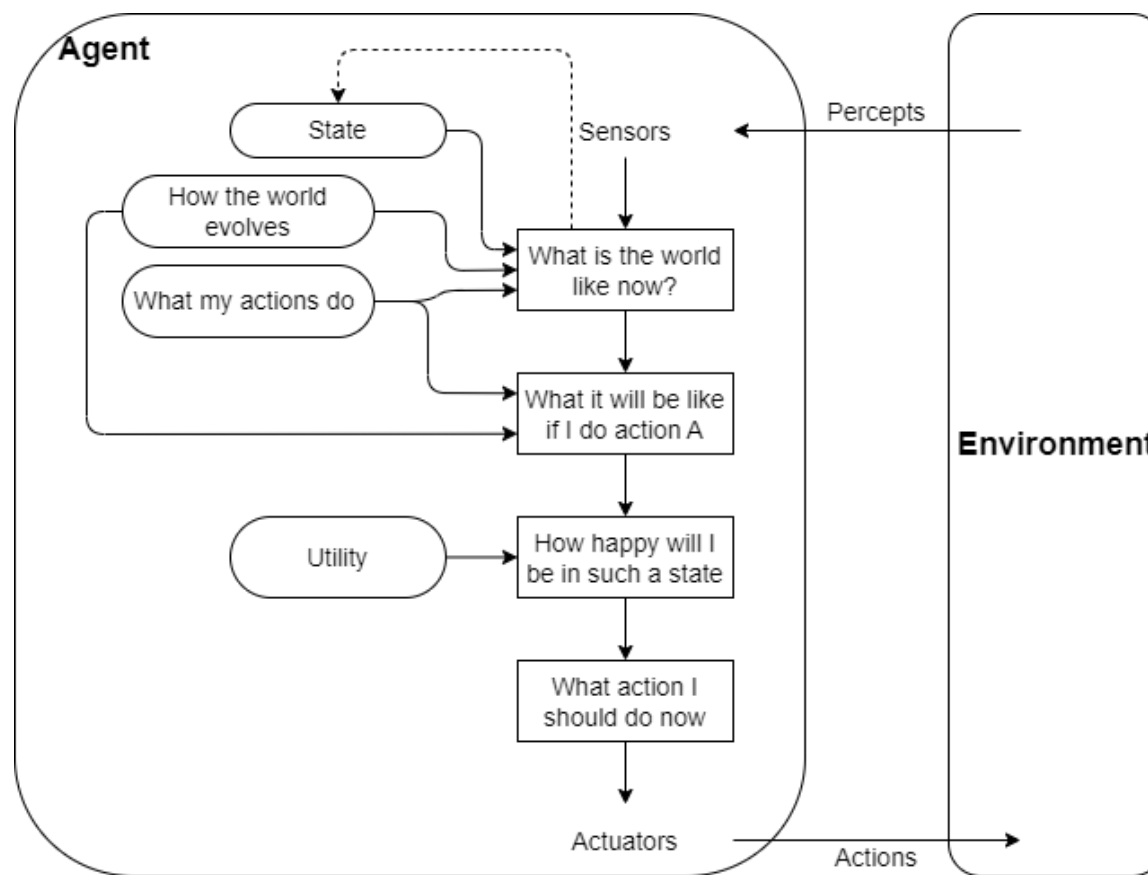 Agent
State
Sensors
Percepts
How the world
evolves
What is the world
like now?
What my actions do
What it will be like
if I do action A
Environment
Utility
How happy will I
be in such a state
What action I
should do now
Actuators
Actions